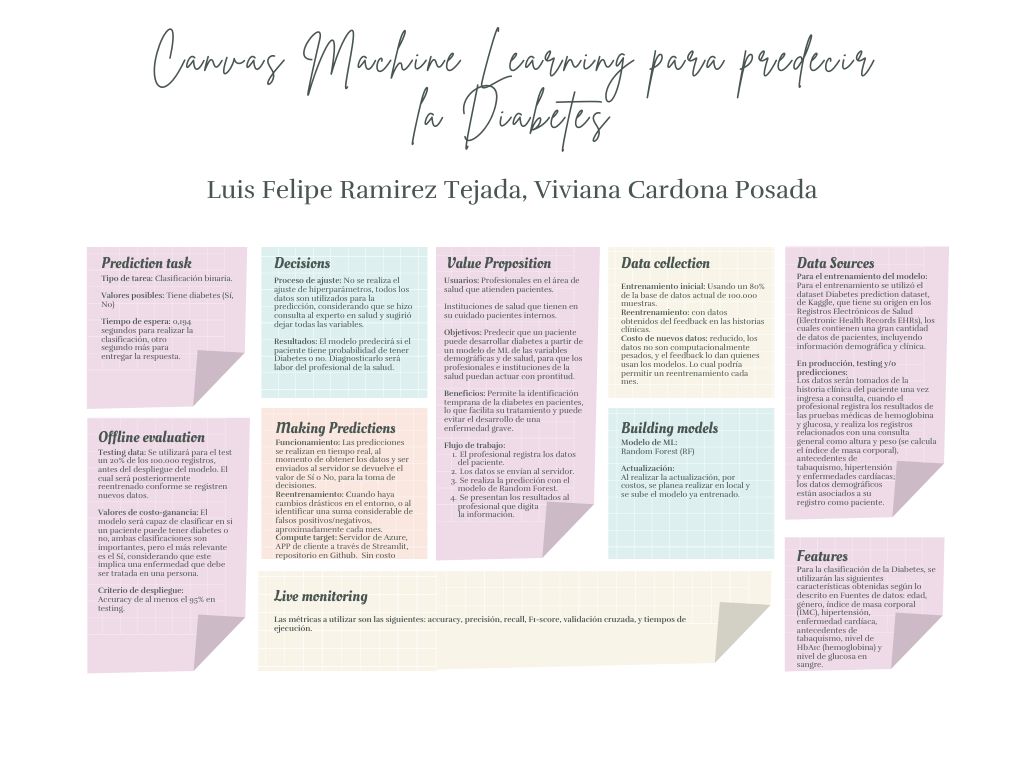 Canvas Machine Learning para predecir
la Diabetes
Luis Felipe Ramirez Tejada, Viviana Cardona Posada
Prediction task
Tipo de tarea: Clasificación binaria.
Valores posibles: Tiene diabetes (Sí,
No)
Tiempo de espera: 0,194
segundos para realizar la
clasificación, otro
segundo más para
entregar la respuesta.
Offline evaluation
Testing data: Se utilizará para el test
un 20% de los 100.000 registros,
antes del despliegue del modelo. El
cual será posteriormente
reentrenado conforme se registren
nuevos datos.
Valores de costo-ganancia: El
modelo será capaz de clasificar en si
un paciente puede tener diabetes o
no, ambas clasificaciones son
importantes, pero el más relevante
es el Sí, considerando que este
implica una enfermedad que debe
ser tratada en una persona.
Criterio de despliegue:
Accuracy de al menos el 95% en
testing.
Decisions
Proceso de ajuste: No se realiza el
ajuste de hiperparámetros, todos los
datos son utilizados para la
predicción, considerando que se hizo
consulta al experto en salud y sugirió
dejar todas las variables.
Resultados: El modelo predecirá si el
paciente tiene probabilidad de tener
Diabetes o no. Diagnosticarlo será
labor del profesional de la salud.
Making Predictions
Funcionamiento: Las predicciones
se realizan en tiempo real, al
momento de obtener los datos y ser
enviados al servidor se devuelve el
valor de Sí o No, para la toma de
decisiones.
Reentrenamiento: Cuando haya
cambios drásticos en el entorno, o al
identificar una suma considerable de
falsos positivos/negativos,
aproximadamente cada mes.
Compute target: Servidor de Azure,
APP de cliente a través de Streamlit,
repositorio en Github. Sin costo
Value Proposition
Usuarios: Profesionales en el área de
salud que atienden pacientes.
Instituciones de salud que tienen en
su cuidado pacientes internos.
Objetivos: Predecir que un paciente
puede desarrollar diabetes a partir de
un modelo de ML de las variables
demográficas y de salud, para que los
profesionales e instituciones de la
salud puedan actuar con prontitud.
Beneficios: Permite la identificación
temprana de la diabetes en pacientes,
lo que facilita su tratamiento y puede
evitar el desarrollo de una
enfermedad grave.
Flujo de trabajo:
1. El profesional registra los datos
del paciente.
2. Los datos se envían al servidor.
3. Se realiza la predicción con el
modelo de Random Forest.
4. Se presentan los resultados al
profesional que digita
la información.
Data collection
Entrenamiento inicial: Usando un 80%
de la base de datos actual de 100.000
muestras.
Reentrenamiento: con datos
obtenidos del feedback en las historias
clínicas.
Costo de nuevos datos: reducido, los
datos no son computacionalmente
pesados, y el feedback lo dan quienes
usan los modelos. Lo cual podría
permitir un reentrenamiento cada
mes.
Building models
Modelo de ML:
Random Forest (RF)
Actualización:
Al realizar la actualización, por
costos, se planea realizar en local y
se sube el modelo ya entrenado.
Data Sources
Para el entrenamiento del modelo:
Para el entrenamiento se utilizó el
dataset Diabetes prediction dataset,
de Kaggle, que tiene su origen en los
Registros Electrónicos de Salud
(Electronic Health Records EHRs), los
cuales contienen una gran cantidad
de datos de pacientes, incluyendo
información demográfica y clínica.
En producción, testing y/o
predicciones:
Los datos serán tomados de la
historia clínica del paciente una vez
ingrese a consulta, cuando el
profesional registra los resultados de
las pruebas médicas de hemoglobina
y glucosa, y realiza los registros
relacionados con una consulta
general como altura y peso (se calcula
el índice de masa corporal),
antecedentes de
tabaquismo, hipertensión
y enfermedades cardíacas,
los datos demográficos
están asociados a su
registro como paciente.
Features
Para la clasificación de la Diabetes, se
utilizarán las siguientes
características obtenidas según lo
descrito en Fuentes de datos: edad,
género, índice de masa corporal
(IMC), hipertensión,
enfermedad cardíaca,
antecedentes de
tabaquismo, nivel de
HbA1c (hemoglobina) y
nivel de glucosa en
sangre.
Live monitoring
Las métricas a utilizar son las siguientes: accuracy, precisión, recall, F1-score, validación cruzada, y tiempos de
ejecución.